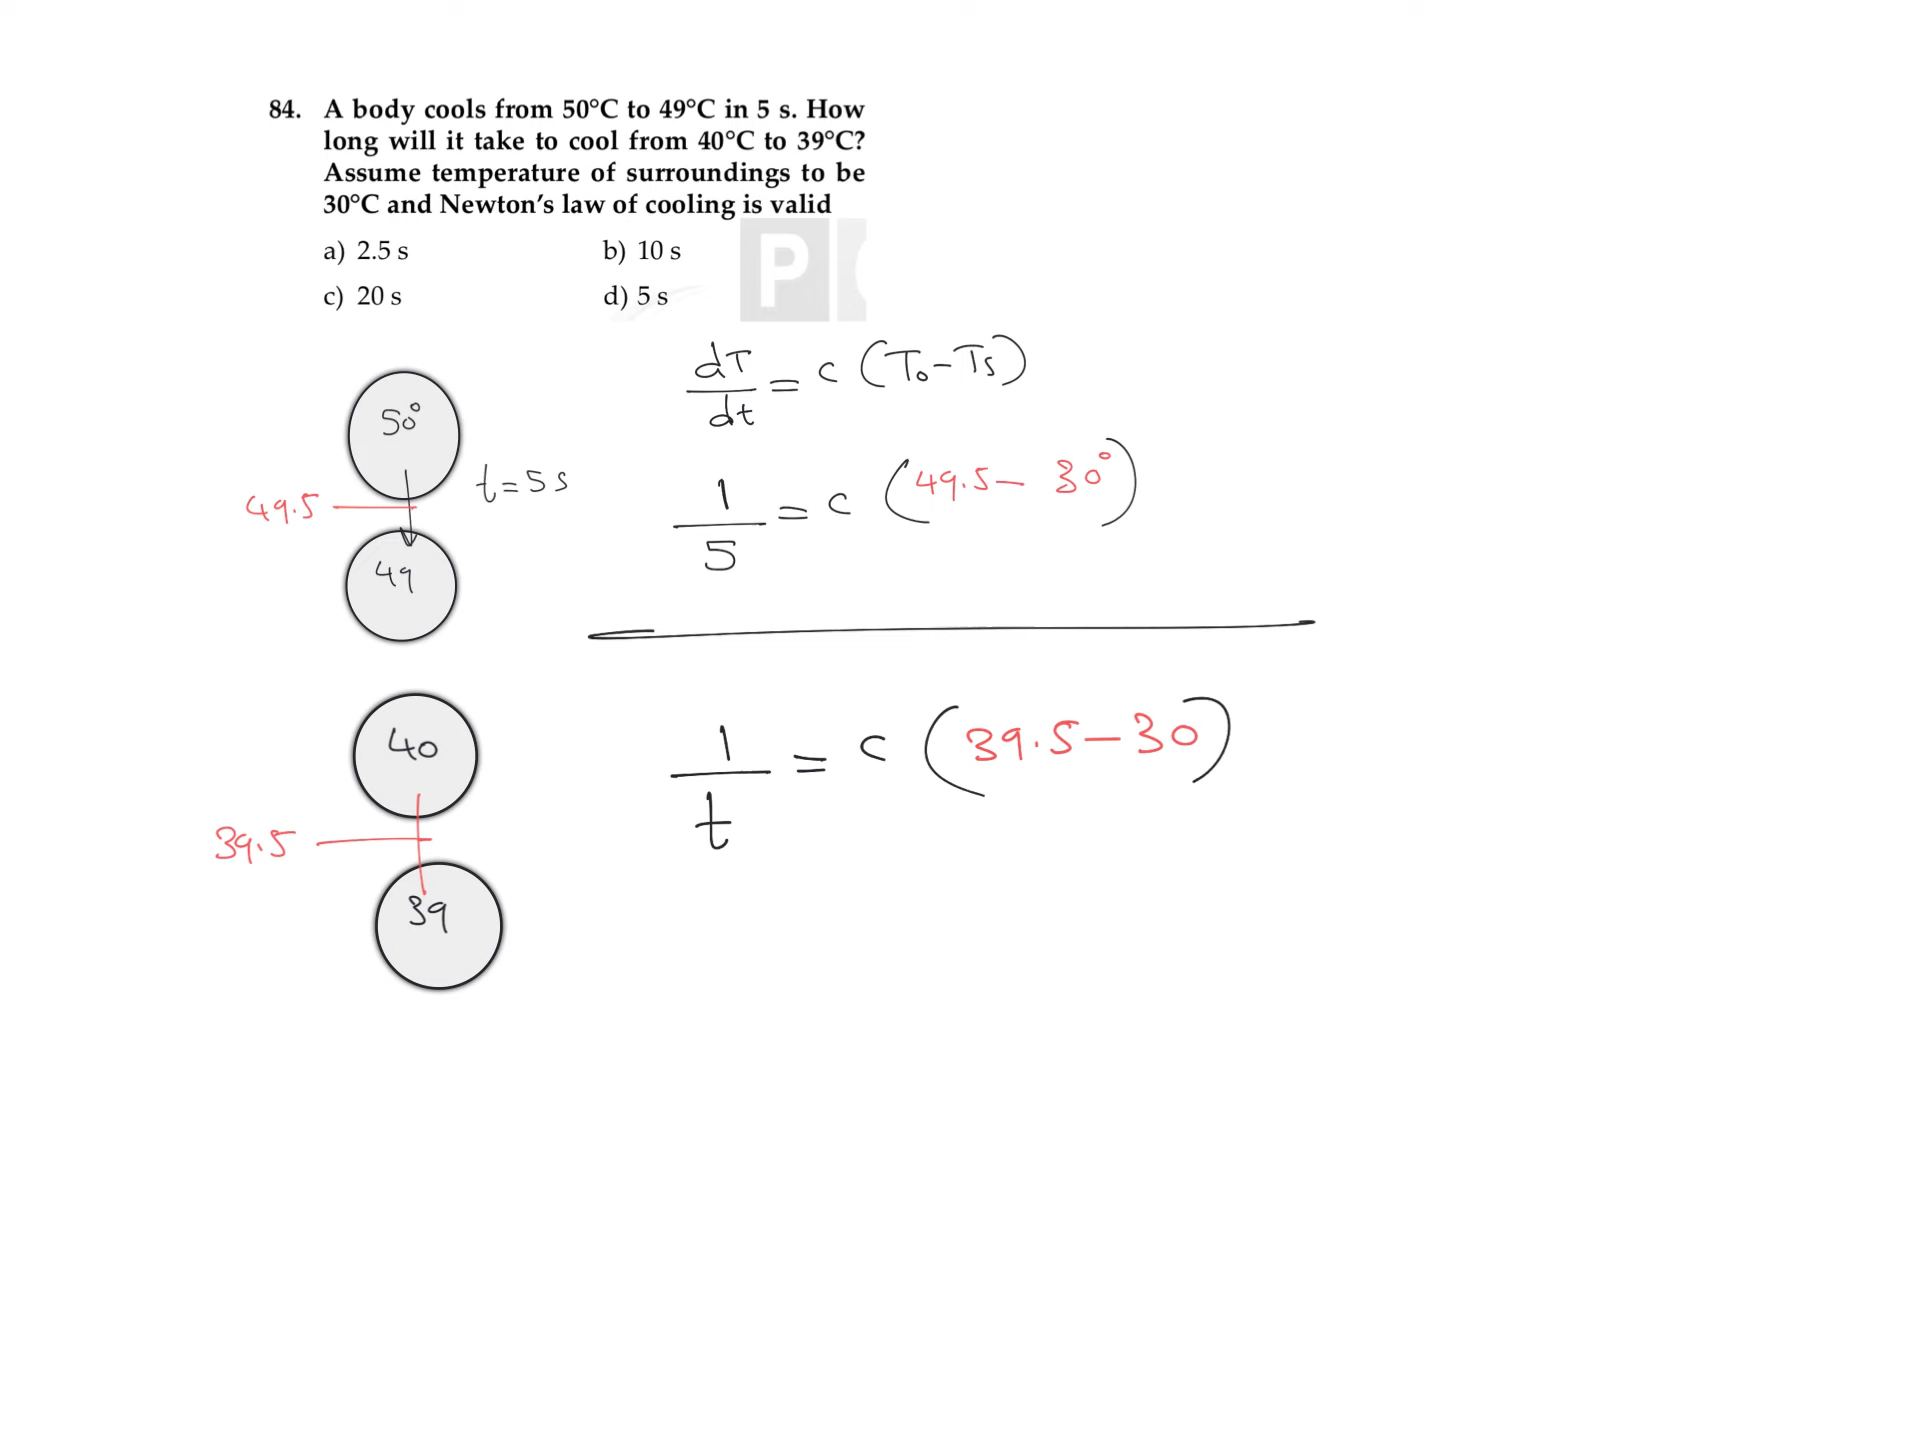 84. A body cools from 50°C to 49°C in 5 s. How
long will it take to cool from 40°C to 39°C?
Assume temperature of surroundings to be
30°C and Newton's law of cooling is valid
a) 2.5 s b) 10 s
c) 20 s d) 5 s
P
dT/dt = c (T₀ - Ts)
50°
t = 5 s
49.5
49
1/5 = c (49.5 - 30°)
40
39.5
39
1/t = c (39.5 - 30)